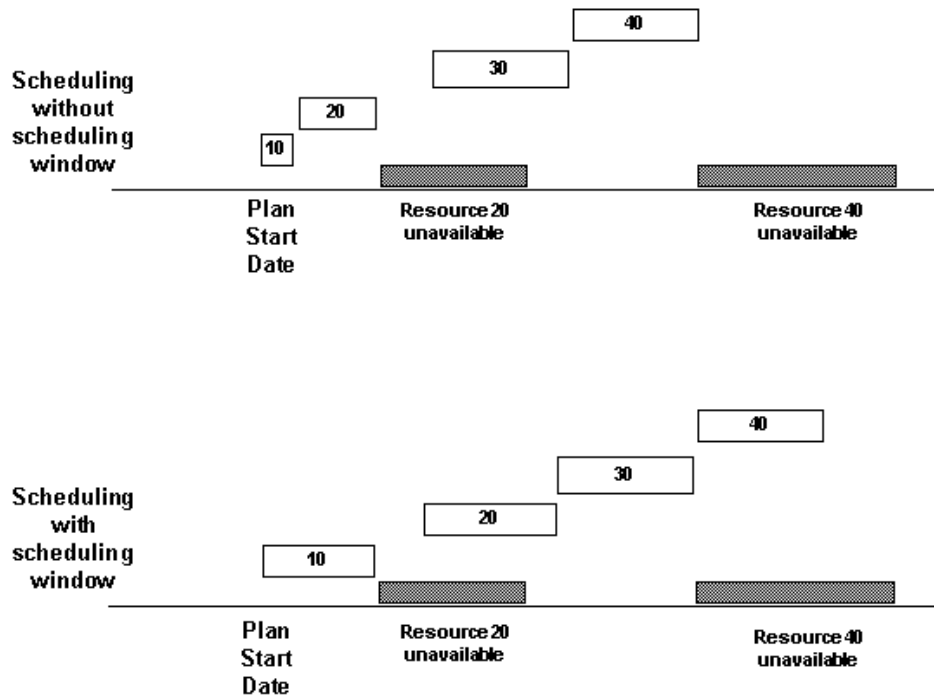 40
30
20
10
Scheduling
without
scheduling
window
Plan
Start
Date
Resource 20
unavailable
Resource 40
unavailable
40
30
20
10
Scheduling
with
scheduling
window
Plan
Start
Date
Resource 20
unavailable
Resource 40
unavailable